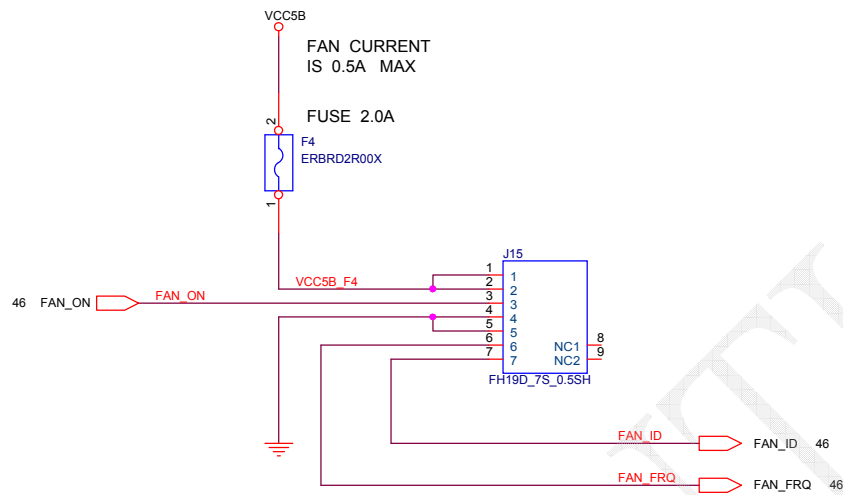 VCC5B
FAN CURRENT
IS 0.5A MAX
FUSE 2.0A
2
F4
ERBRD2R00X
1
J15
VCC5B_F4
46 FAN_ON
FAN_ON
1 1
2 2
3 3
4 4
5 5
6 6
7 7
NC1 8
NC2 9
FH19D_7S_0.5SH
FAN_ID
FAN_ID 46
FAN_FRQ
FAN_FRQ 46